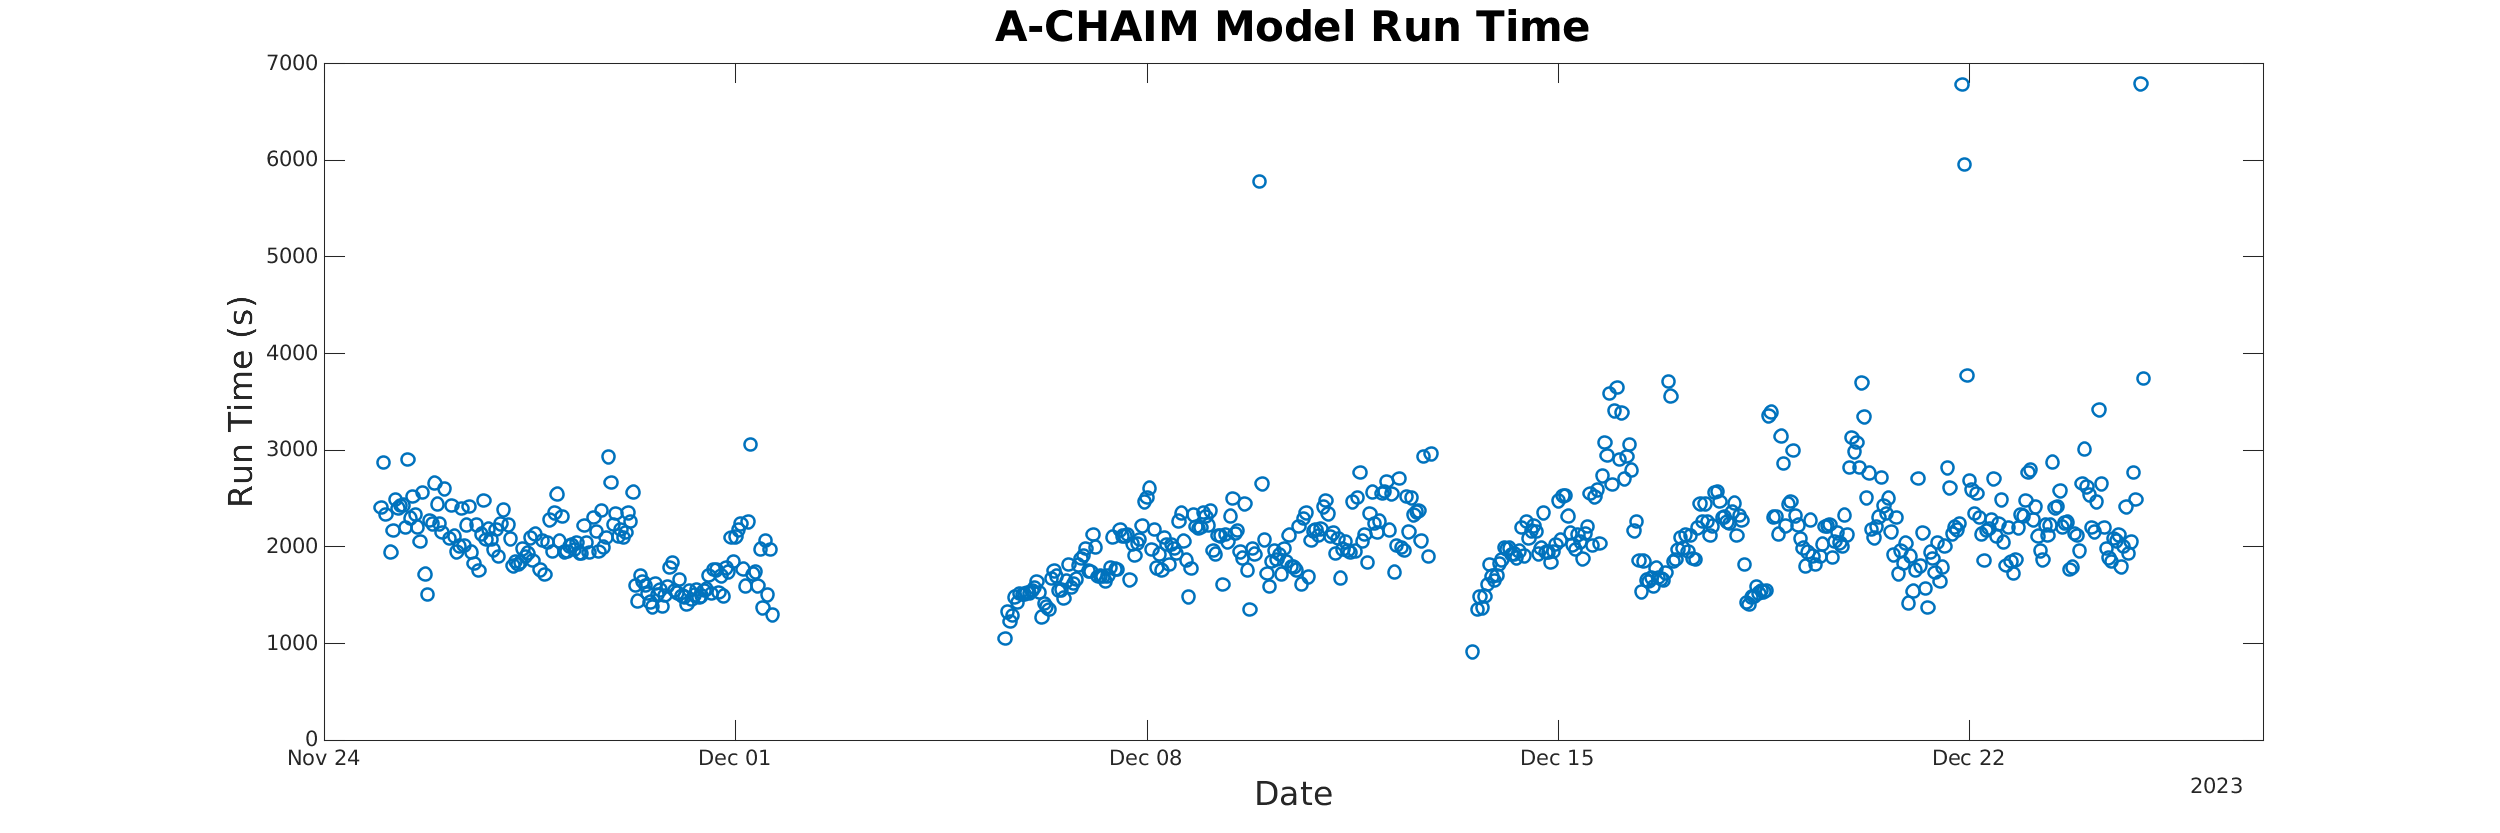 A-CHAIM Model Run Time
7000
6000
5000
4000
3000
2000
1000
0
Run Time (s)
Nov 24 Dec 01 Dec 08 Dec 15 Dec 22
2023
Date